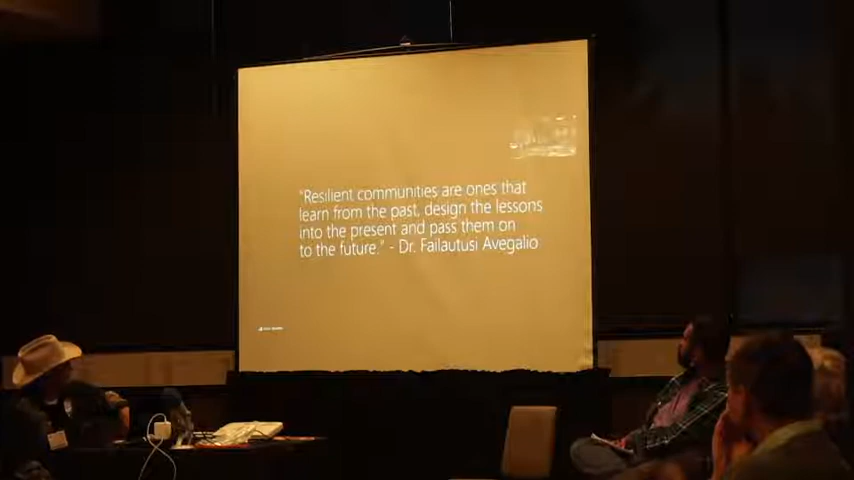 "Resilient communities are ones that
learn from the past, design the lessons
into the present and pass them on
to the future." - Dr. Failautusi Avegalio